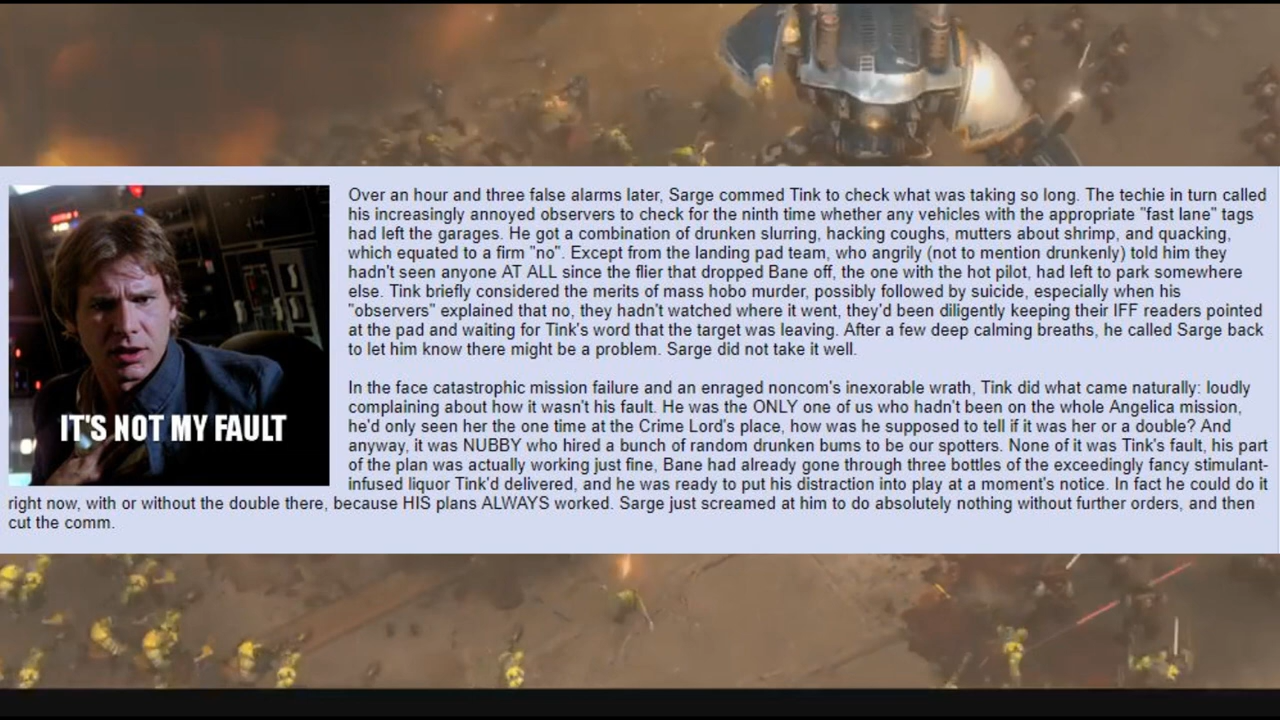 Over an hour and three false alarms later, Sarge commed Tink to check what was taking so long. The techie in turn called
his increasingly annoyed observers to check for the ninth time whether any vehicles with the appropriate "fast lane" tags
had left the garages. He got a combination of drunken slurring, hacking coughs, mutters about shrimp, and quacking,
which equated to a firm "no". Except from the landing pad team, who angrily (not to mention drunkenly) told him they
hadn't seen anyone AT ALL since the flier that dropped Bane off, the one with the hot pilot, had left to park somewhere
else. Tink briefly considered the merits of mass hobo murder, possibly followed by suicide, especially when his
"observers" explained that no, they hadn't watched where it went, they'd been diligently keeping their IFF readers pointed
at the pad and waiting for Tink's word that the target was leaving. After a few deep calming breaths, he called Sarge back
to let him know there might be a problem. Sarge did not take it well.
In the face catastrophic mission failure and an enraged noncom's inexorable wrath, Tink did what came naturally: loudly
complaining about how it wasn't his fault. He was the ONLY one of us who hadn't been on the whole Angelica mission,
he'd only seen her the one time at the Crime Lord's place, how was he supposed to tell if it was her or a double? And
anyway, it was NUBBY who hired a bunch of random drunken bums to be our spotters. None of it was Tink's fault, his part
of the plan was actually working just fine, Bane had already gone through three bottles of the exceedingly fancy stimulant-
infused liquor Tink'd delivered, and he was ready to put his distraction into play at a moment's notice. In fact he could do it
right now, with or without the double there, because HIS plans ALWAYS worked. Sarge just screamed at him to do absolutely nothing without further orders, and then
cut the comm.
IT'S NOT MY FAULT